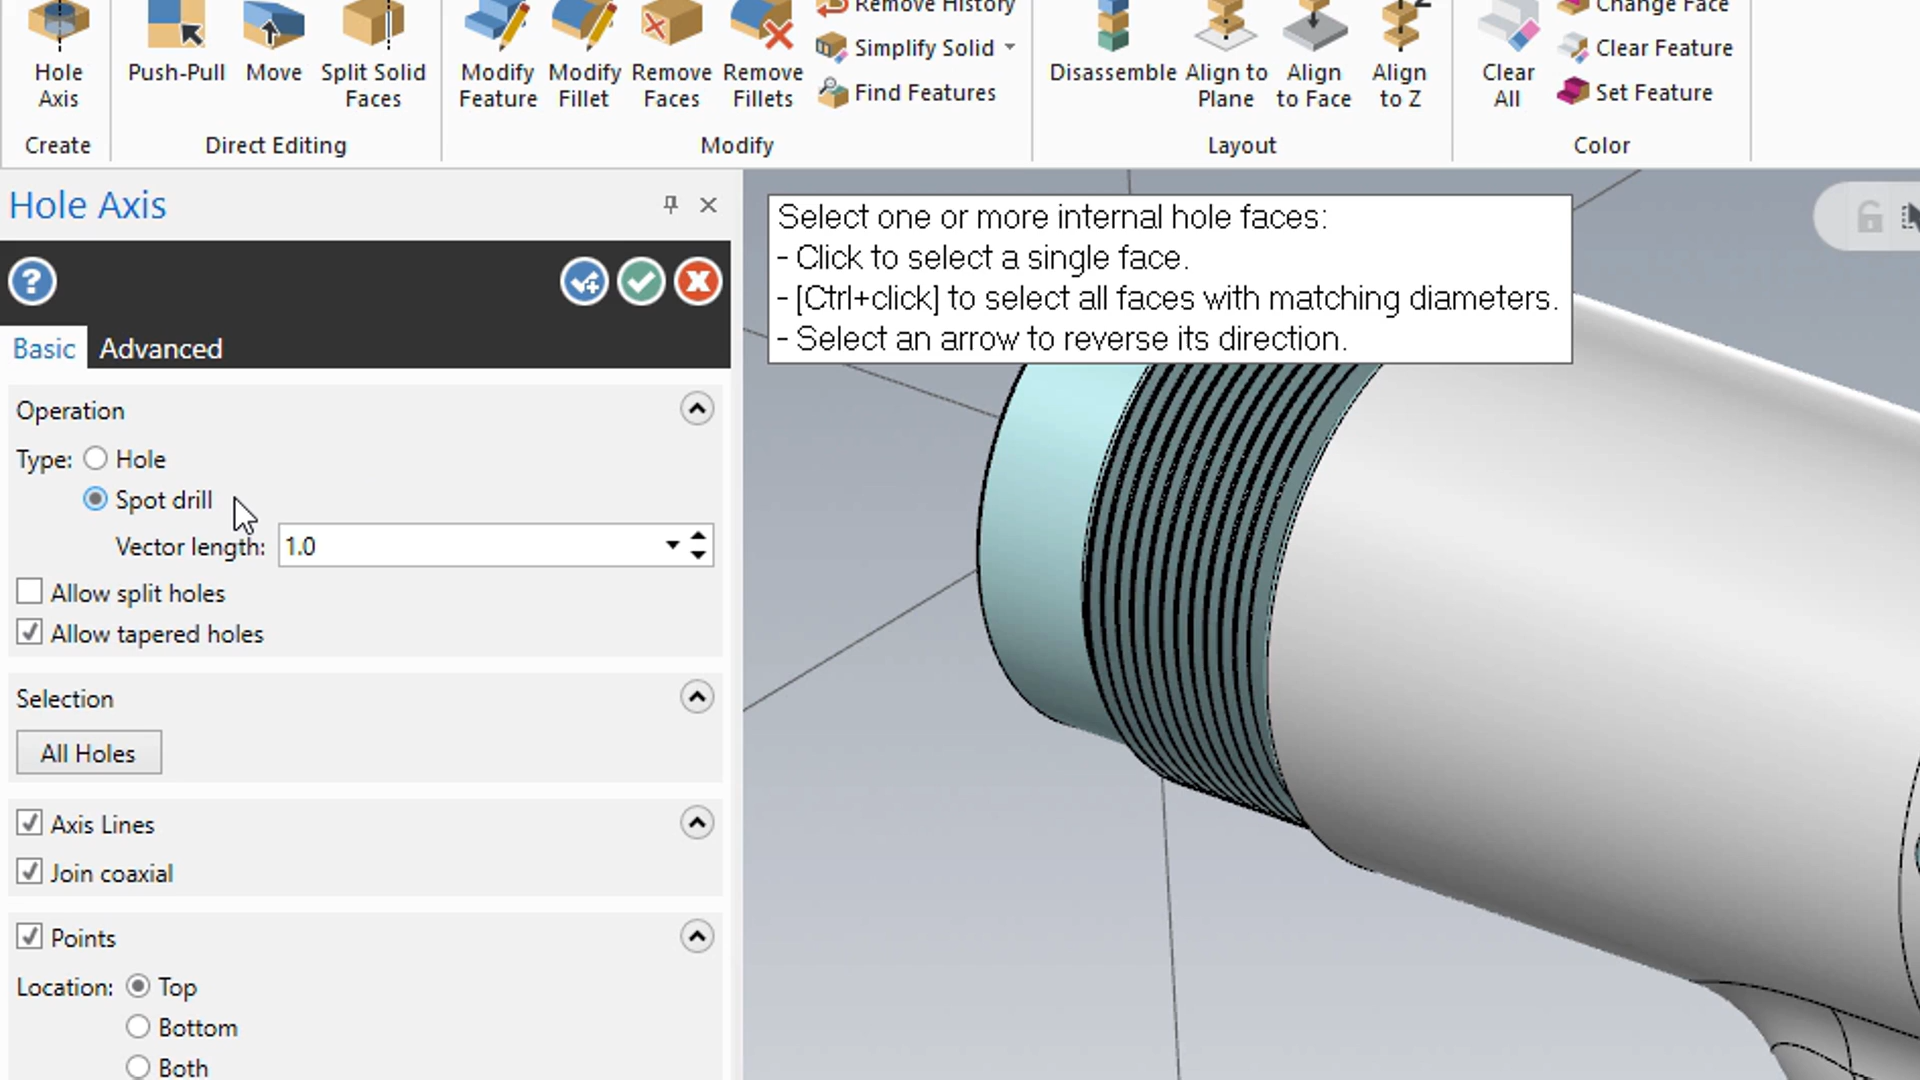 Remove History
Change Face
Simplify Solid
Clear Feature
Hole Axis
Push-Pull
Move
Split Solid Faces
Modify Feature
Modify Fillet
Remove Faces
Remove Fillets
Find Features
Disassemble
Align to Plane
Align to Face
Align to Z
Clear All
Set Feature
Create
Direct Editing
Modify
Layout
Color
Hole Axis
Basic
Advanced
Operation
Type:
Hole
Spot drill
Vector length:
1.0
Allow split holes
Allow tapered holes
Selection
All Holes
Axis Lines
Join coaxial
Points
Location:
Top
Bottom
Both
Select one or more internal hole faces:
- Click to select a single face.
- [Ctrl+click] to select all faces with matching diameters.
- Select an arrow to reverse its direction.